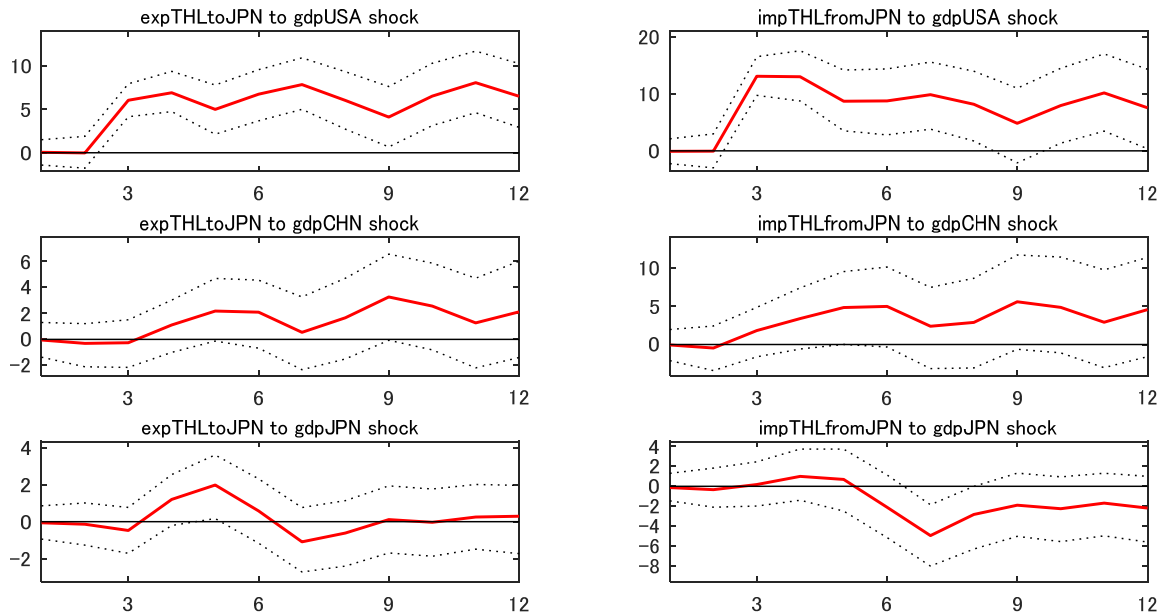 expTHLtoJPN to gdpUSA shock
10
5
0
3 6 9 12
impTHLfromJPN to gdpUSA shock
20
10
0
3 6 9 12
expTHLtoJPN to gdpCHN shock
6
4
2
0
-2
3 6 9 12
impTHLfromJPN to gdpCHN shock
10
5
0
3 6 9 12
expTHLtoJPN to gdpJPN shock
4
2
0
-2
3 6 9 12
impTHLfromJPN to gdpJPN shock
4
2
0
-2
-4
-6
-8
3 6 9 12